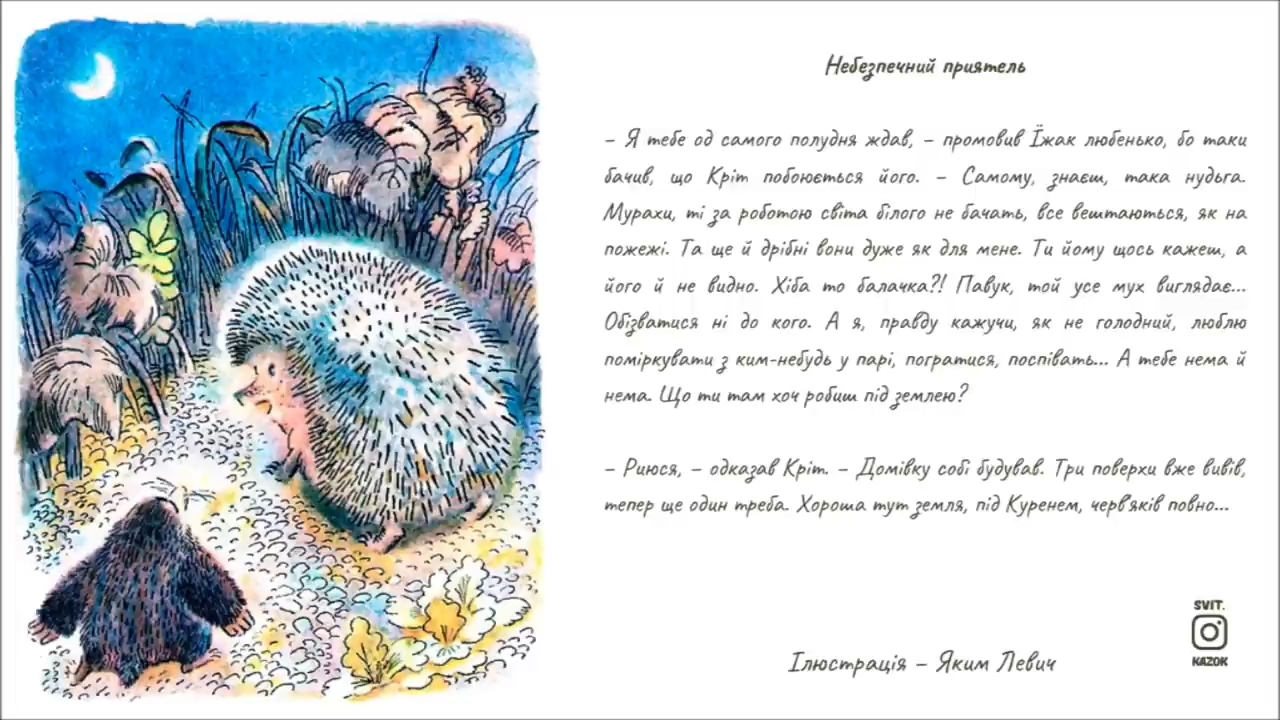 Небезпечний приятель
– Я тебе од самого полудня ждав, – промовив Їжак любенько, бо таки
бачив, що Кріт побоюється його. – Самому, знаєш, така нудьга.
Мурахи, ті за роботою світа білого не бачать, все вештаються, як на
пожежі. Та ще й дрібні вони дуже як для мене. Ти йому щось кажеш, а
його й не видно. Хіба то балачка?! Павук, той усе мух виглядає...
Обізватися ні до кого. А я, правду кажучи, як не голодний, люблю
поміркувати з ким-небудь у парі, погратися, поспівать... А тебе нема й
нема. Що ти там хоч робиш під землею?
– Риюся, – одказав Кріт. – Домівку собі будував. Три поверхи вже вивів,
тепер ще один треба. Хороша тут земля, під Куренем, черв'яків повно...
Ілюстрація – Яким Левич
SVIT.
KAZOK